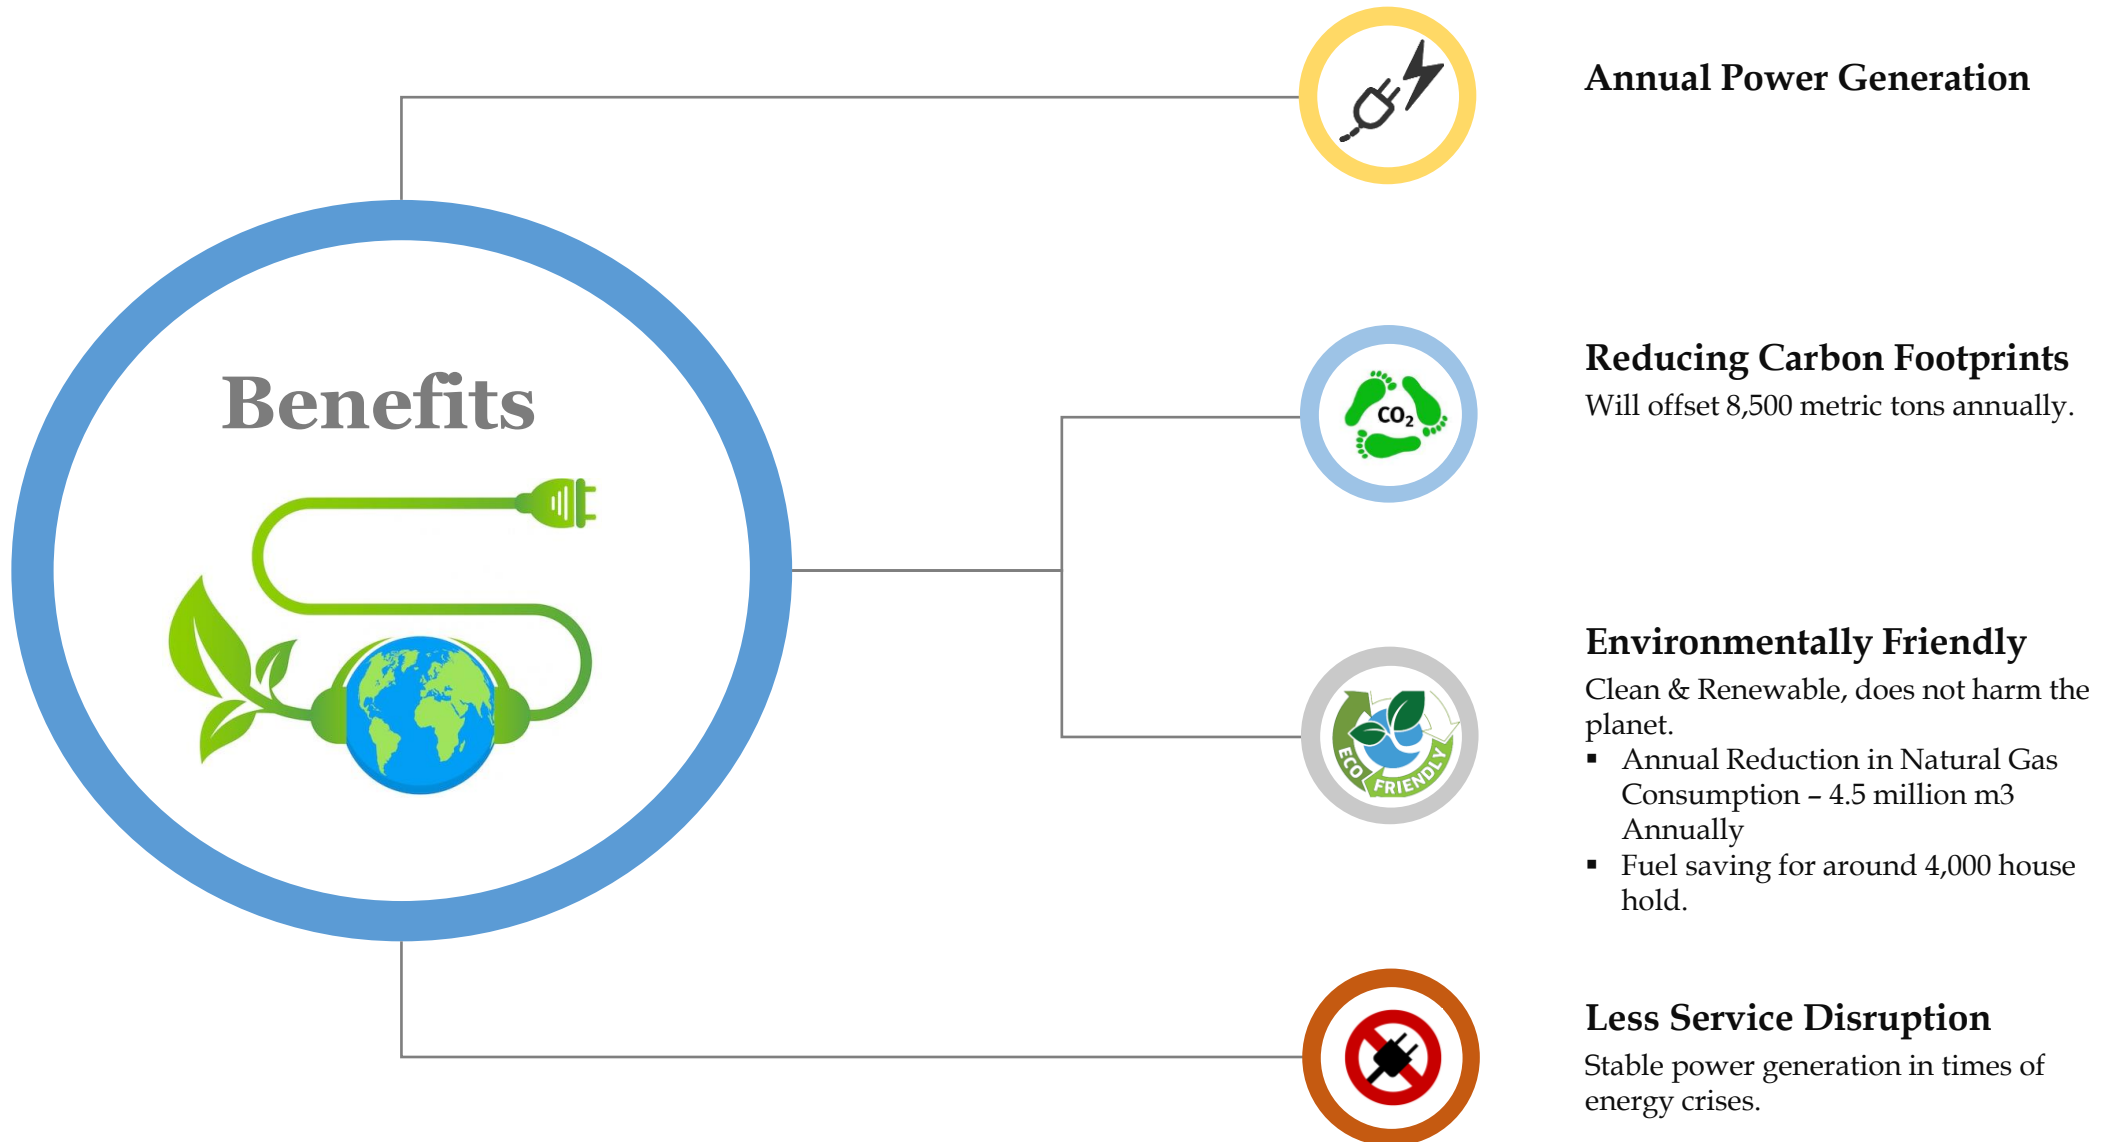 Annual Power Generation
Benefits
CO2
Reducing Carbon Footprints
Will offset 8,500 metric tons annually.
ECO FRIENDLY
Environmentally Friendly
Clean & Renewable, does not harm the
planet.
▪ Annual Reduction in Natural Gas
Consumption – 4.5 million m3
Annually
▪ Fuel saving for around 4,000 house
hold.
Less Service Disruption
Stable power generation in times of
energy crises.